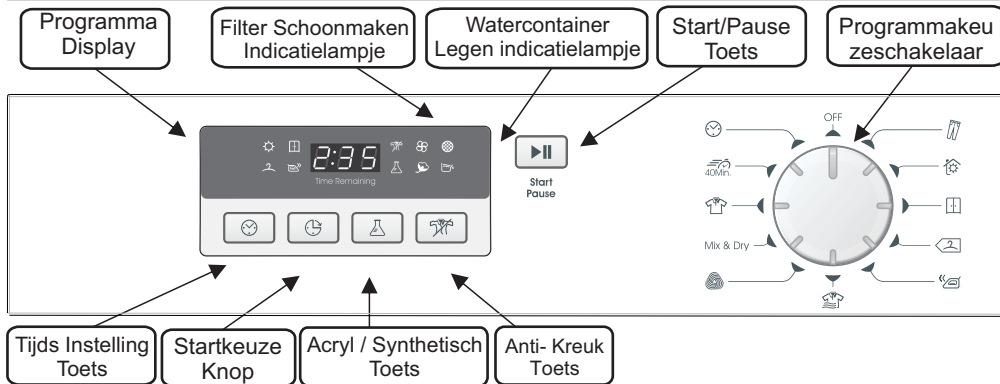 Programma
Display
Filter Schoonmaken
Indicatielampje
Watercontainer
Legen indicatielampje
Start/Pause
Toets
Programmakeu
zeschakelaar
2:35
Time Remaining
Start
Pause
OFF
40Min.
Mix & Dry
Tijds Instelling
Toets
Startkeuze
Knop
Acryl / Synthetisch
Toets
Anti- Kreuk
Toets